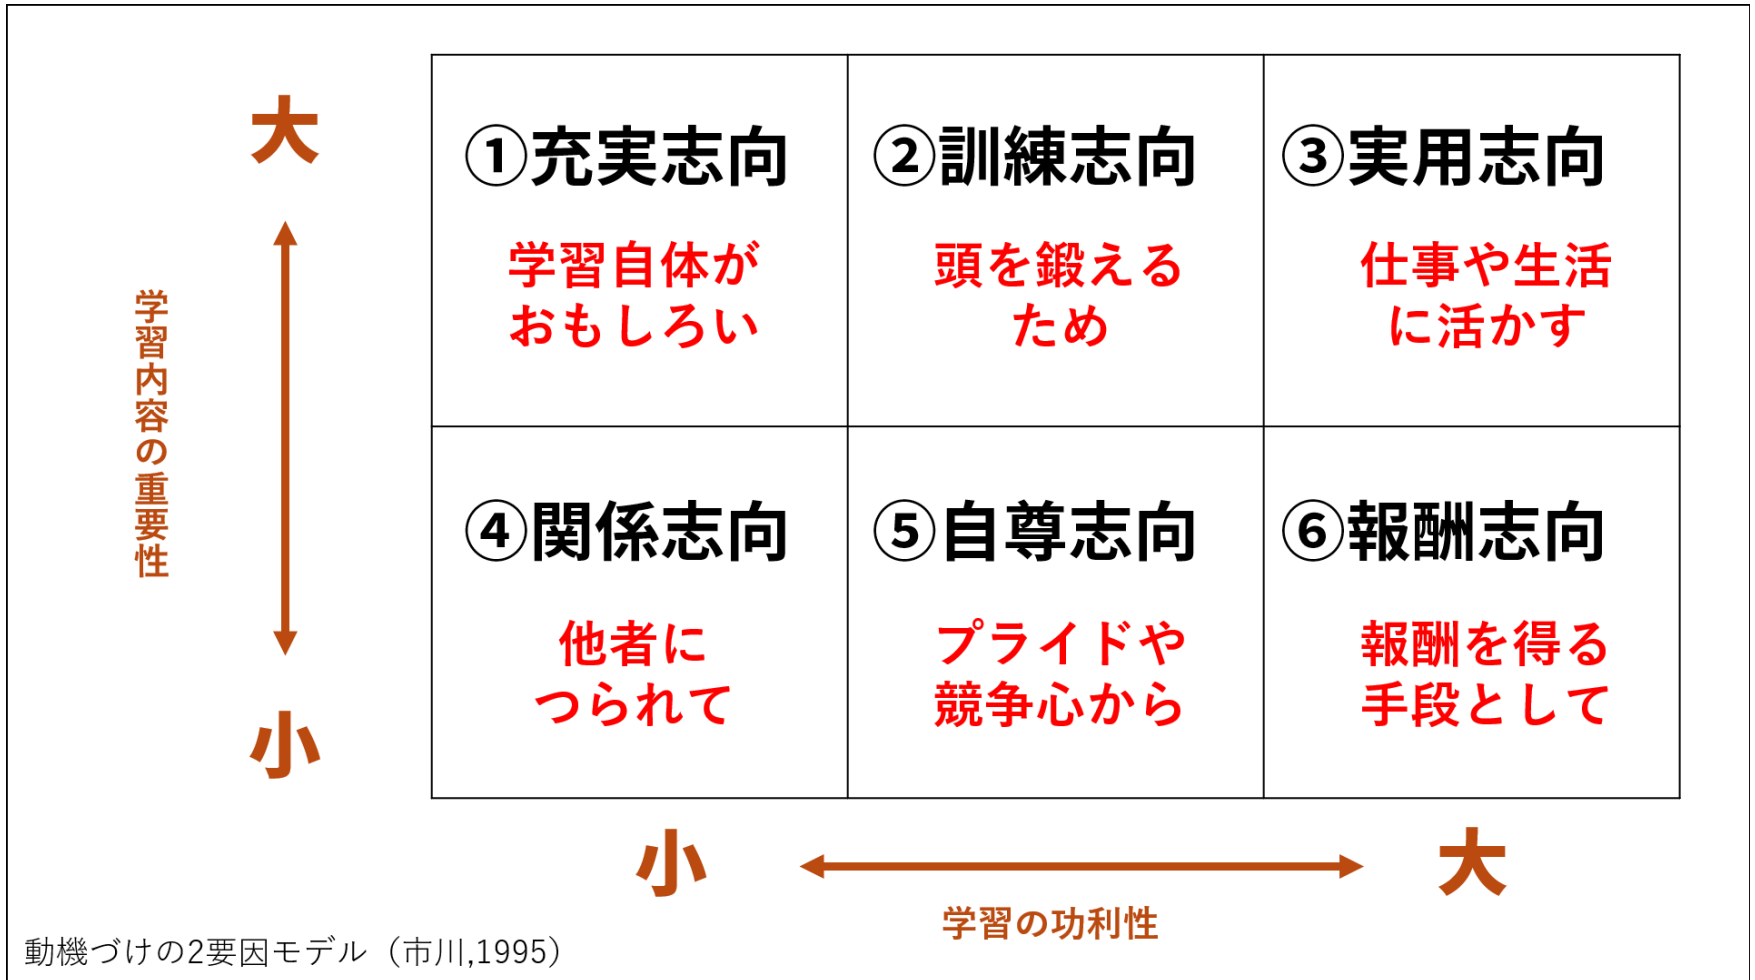 大
学習内容の重要性
小
①充実志向
学習自体が
おもしろい
②訓練志向
頭を鍛える
ため
③実用志向
仕事や生活
に活かす
④関係志向
他者に
つられて
⑤自尊志向
プライドや
競争心から
⑥報酬志向
報酬を得る
手段として
小
大
学習の功利性
動機づけの2要因モデル（市川,1995）